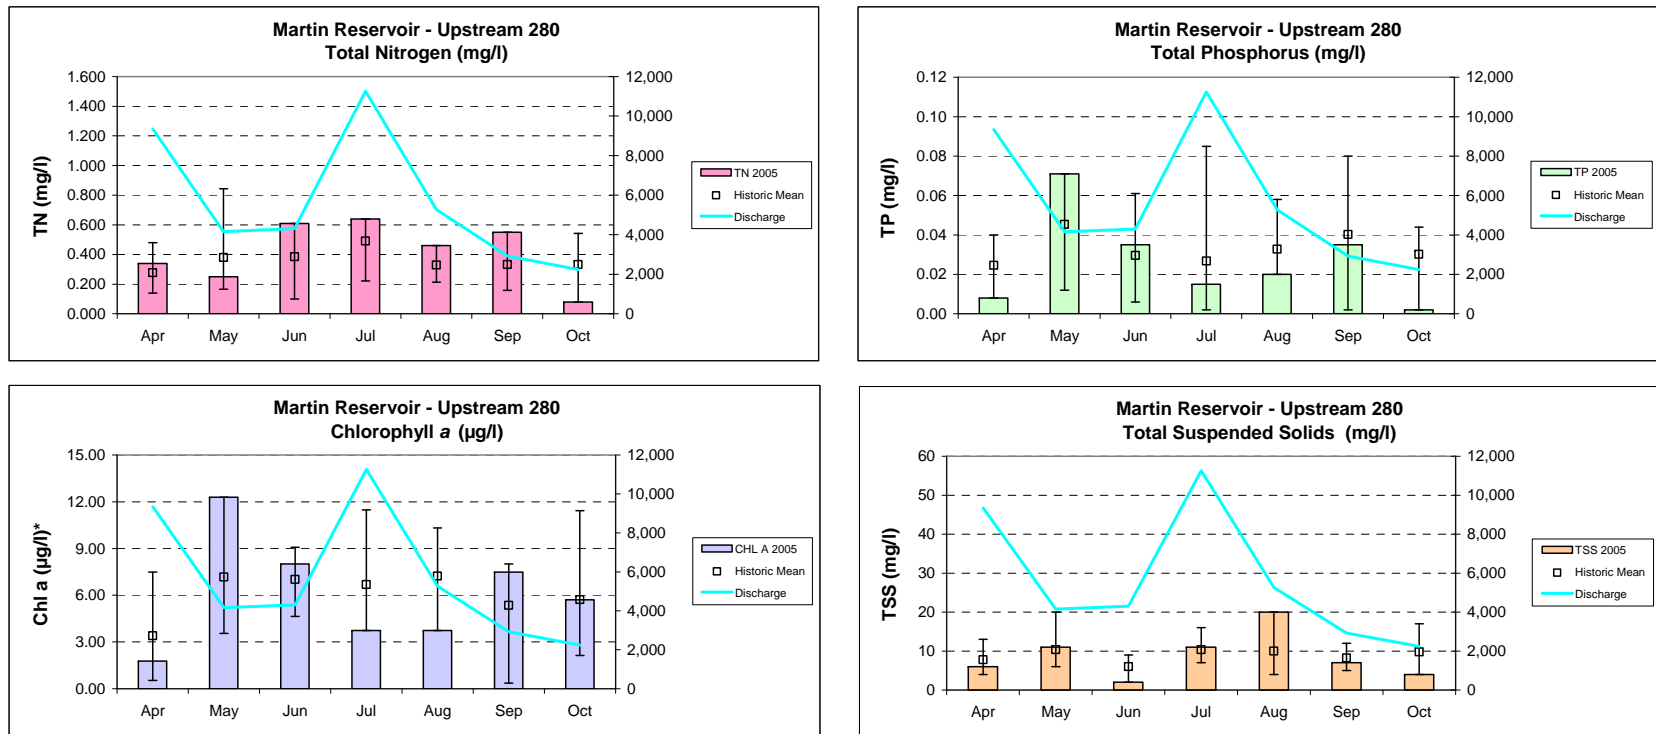 Martin Reservoir - Upstream 280
Total Nitrogen (mg/l)
TN (mg/l)
1.600
1.400
1.200
1.000
0.800
0.600
0.400
0.200
0.000
12,000
10,000
8,000
6,000
4,000
2,000
0
Apr May Jun Jul Aug Sep Oct
TN 2005
Historic Mean
Discharge
Martin Reservoir - Upstream 280
Total Phosphorus (mg/l)
TP (mg/l)
0.12
0.10
0.08
0.06
0.04
0.02
0.00
12,000
10,000
8,000
6,000
4,000
2,000
0
Apr May Jun Jul Aug Sep Oct
TP 2005
Historic Mean
Discharge
Martin Reservoir - Upstream 280
Chlorophyll a (µg/l)
Chl a (µg/l)*
15.00
12.00
9.00
6.00
3.00
0.00
12,000
10,000
8,000
6,000
4,000
2,000
0
Apr May Jun Jul Aug Sep Oct
CHL A 2005
Historic Mean
Discharge
Martin Reservoir - Upstream 280
Total Suspended Solids (mg/l)
TSS (mg/l)
60
50
40
30
20
10
0
12,000
10,000
8,000
6,000
4,000
2,000
0
Apr May Jun Jul Aug Sep Oct
TSS 2005
Historic Mean
Discharge